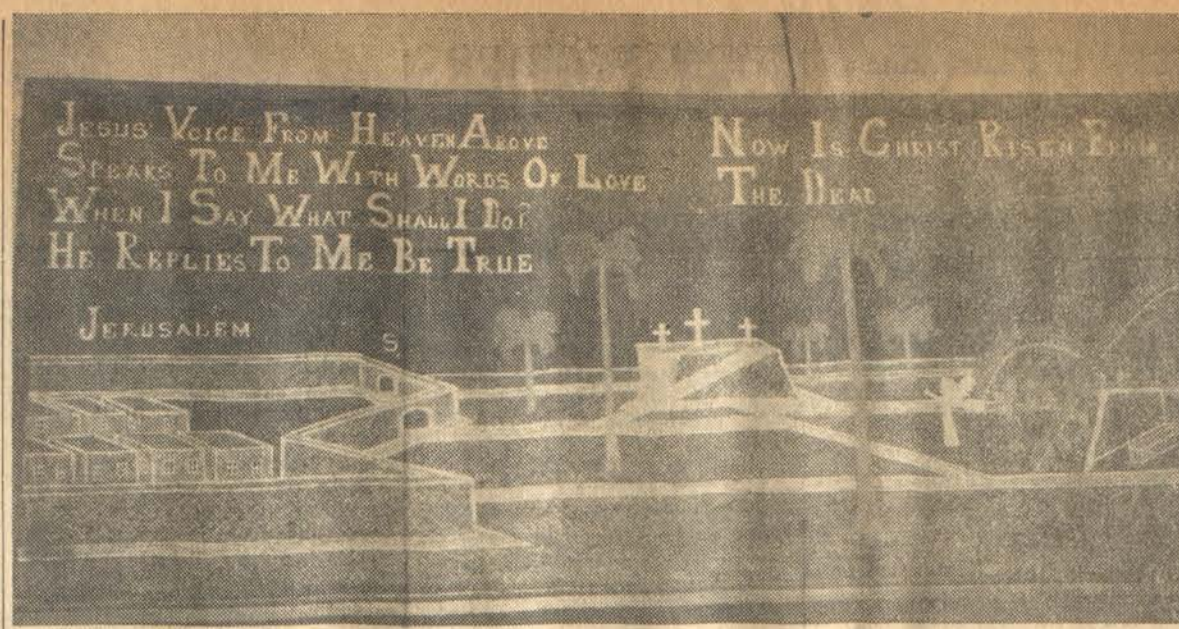 Jesus Voice From Heaven Above
Speaks To Me With Words Of Love
When I Say What Shall I Do?
He Replies To Me Be True
Now Is Christ Risen From
The Dead
Jerusalem
S